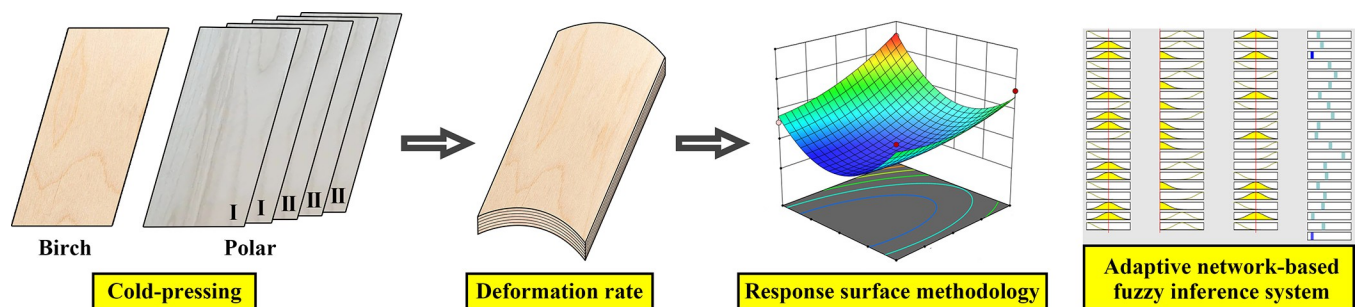 I I II II II
Birch
Polar
Cold-pressing
Deformation rate
Response surface methodology
Adaptive network-based
fuzzy inference system